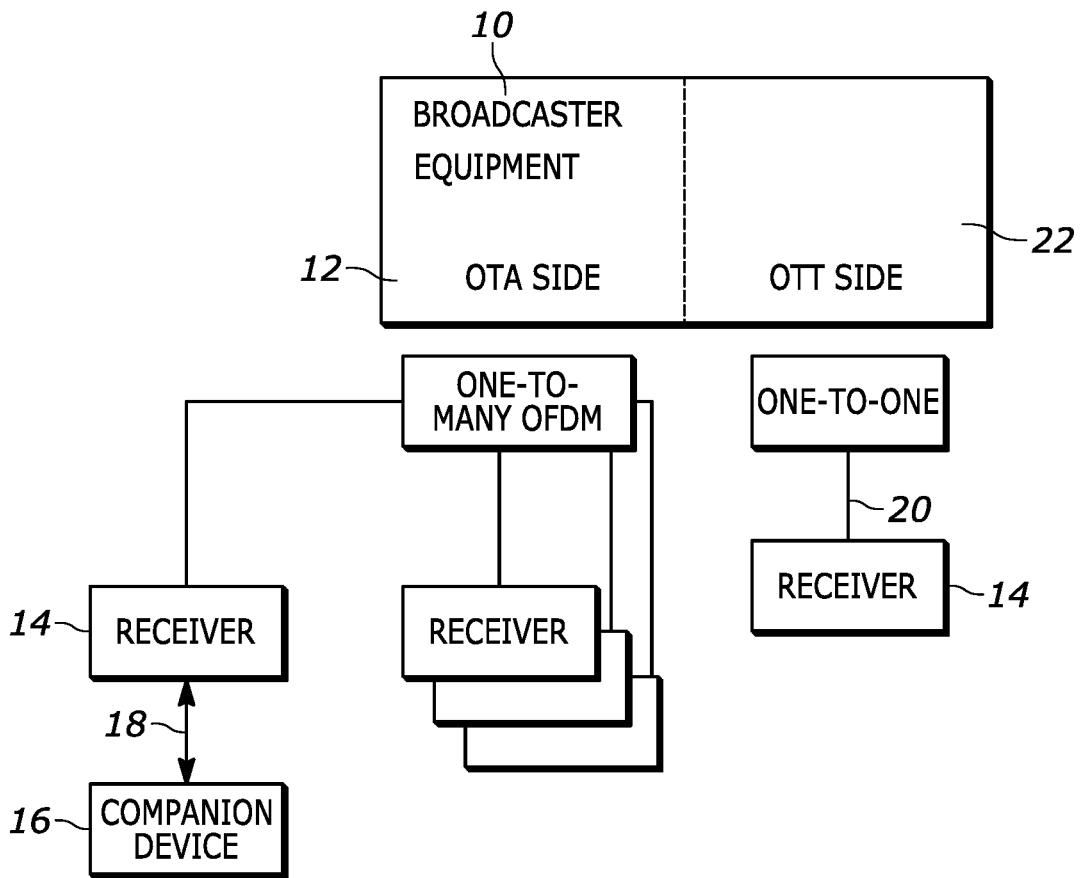 10
BROADCASTER
EQUIPMENT
22
12
OTA SIDE
OTT SIDE
ONE-TO-
MANY OFDM
ONE-TO-ONE
20
14
RECEIVER
RECEIVER
RECEIVER
14
18
16
COMPANION
DEVICE